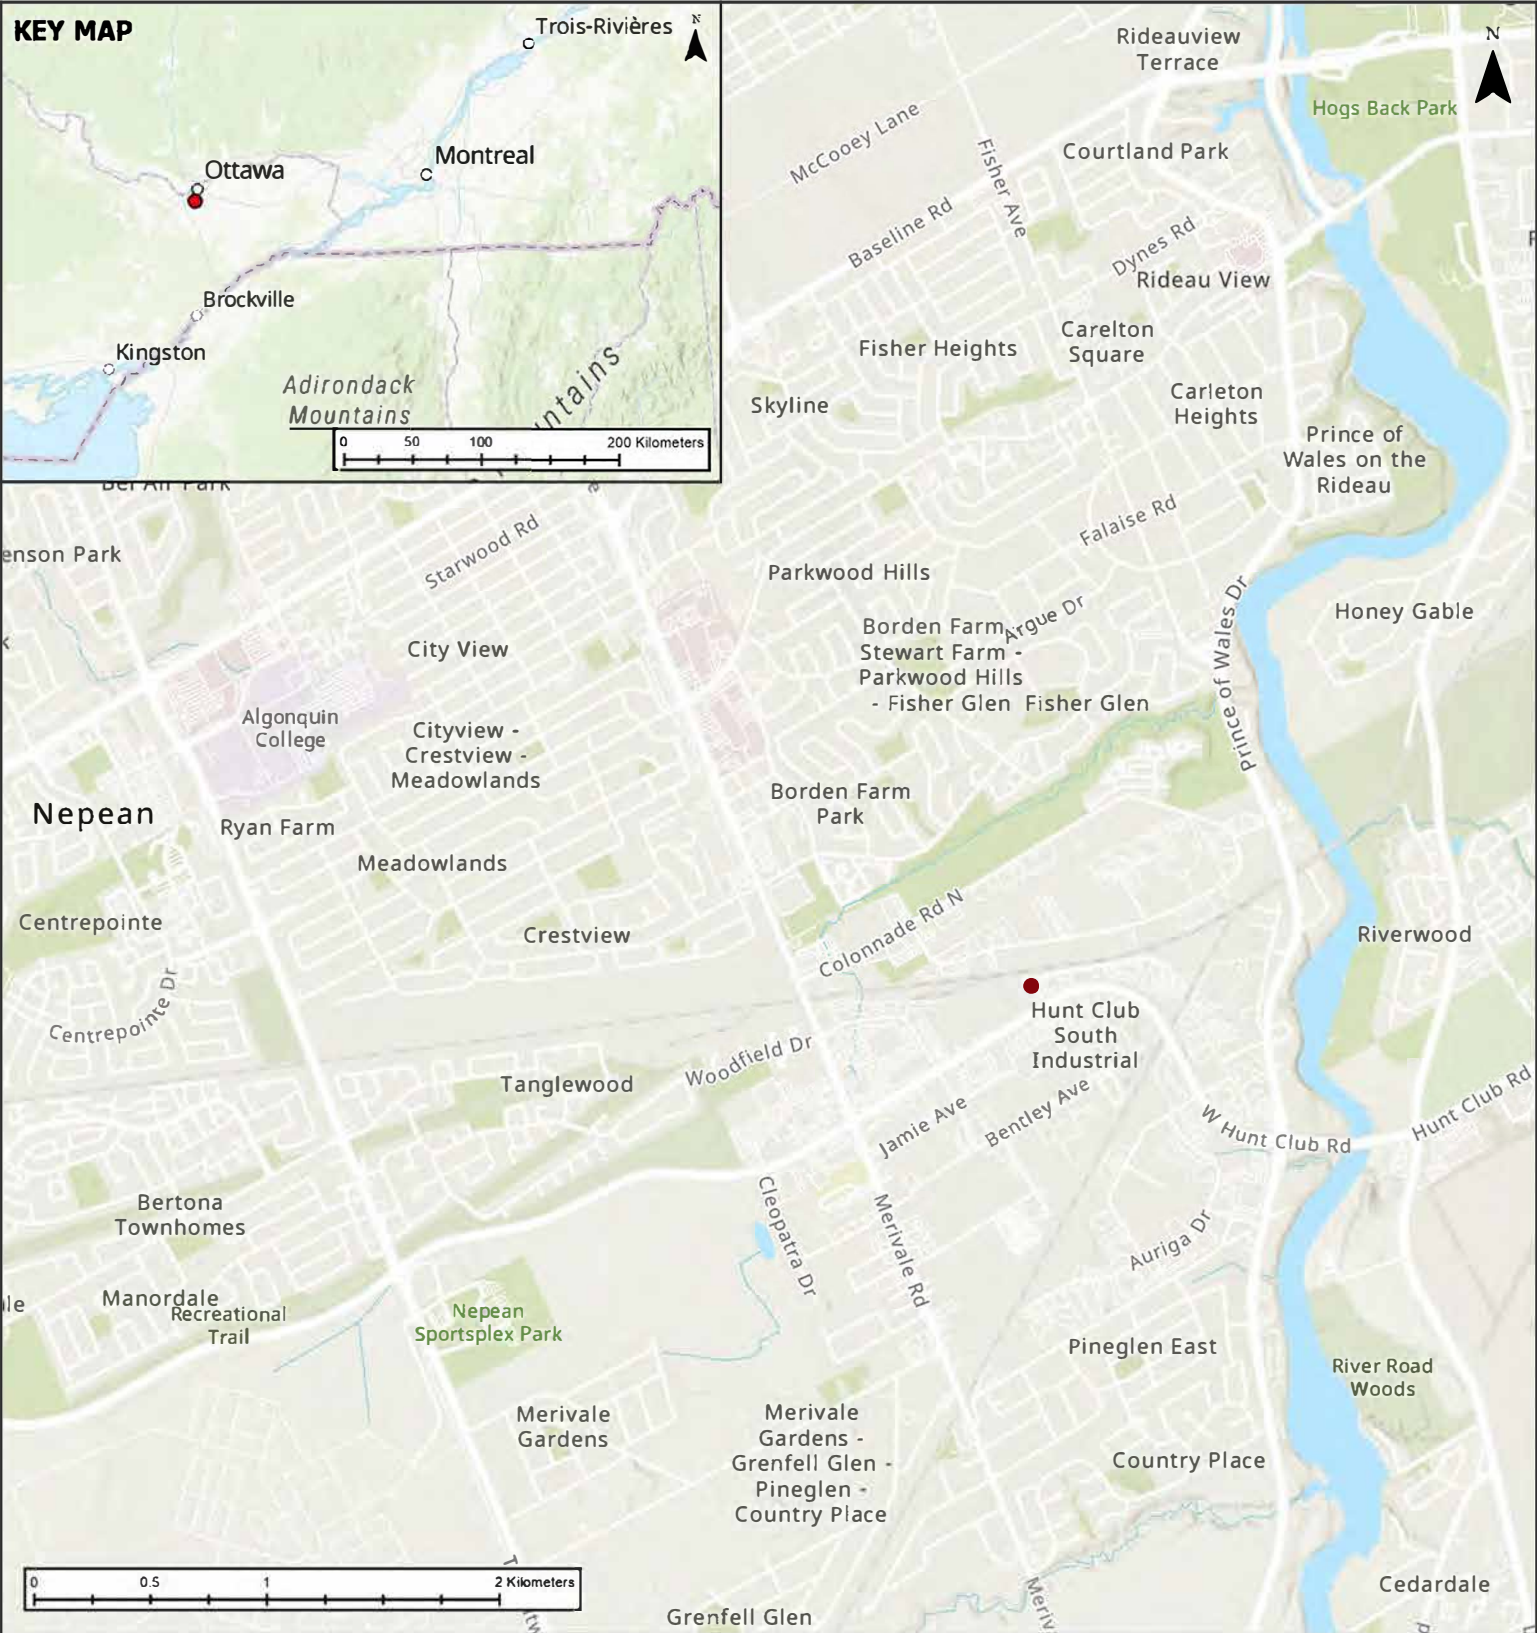 KEY MAP
N
Trois-Rivières
Ottawa
Montreal
Brockville
Kingston
Adirondack
Mountains
0 50 100 200 Kilometers
N
Rideauview
Terrace
Hogs Back Park
McCooey Lane
Fisher Ave
Courtland Park
Baseline Rd
Dynes Rd
Rideau View
Fisher Heights
Carelton
Square
Skyline
Carleton
Heights
Prince of
Wales on the
Rideau
Bel Air Park
enson Park
Starwood Rd
Falaise Rd
Parkwood Hills
Prince of Wales Dr
Honey Gable
Argue Dr
City View
Borden Farm
Stewart Farm -
Parkwood Hills
- Fisher Glen
Fisher Glen
Algonquin
College
Cityview -
Crestview -
Meadowlands
Nepean
Ryan Farm
Borden Farm
Park
Meadowlands
Centrepointe
Crestview
Colonnade Rd N
Riverwood
Centrepointe Dr
Hunt Club
South
Industrial
Woodfield Dr
Tanglewood
Jamie Ave
Bentley Ave
W Hunt Club Rd
Hunt Club Rd
Bertona
Townhomes
Cleopatra Dr
Merivale Rd
Auriga Dr
Manordale
Recreational
Trail
Nepean
Sportsplex Park
Pineglen East
River Road
Woods
Merivale
Gardens
Merivale
Gardens -
Grenfell Glen -
Pineglen -
Country Place
Country Place
0 0.5 1 2 Kilometers
Meriv
Cedardale
Grenfell Glen